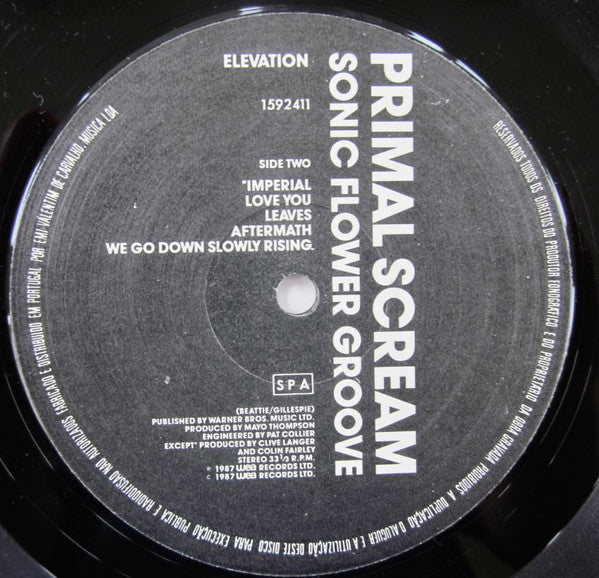 PRIMAL SCREAM
SONIC FLOWER GROOVE
ELEVATION
1592411
SIDE TWO
*IMPERIAL
LOVE YOU
LEAVES
AFTERMATH
WE GO DOWN SLOWLY RISING.
SPA
(BEATTIE/GILLESPIE)
PUBLISHED BY WARNER BROS. MUSIC LTD.
PRODUCED BY MAYO THOMPSON
ENGINEERED BY PAT COLLIER
EXCEPT* PRODUCED BY CLIVE LANGER
AND COLIN FAIRLEY
STEREO 33⅓ R.P.M.
℗ 1987 wea RECORDS LTD.
© 1987 wea RECORDS LTD.
RESERVADOS TODOS OS DIREITOS DO PRODUTOR FONOGRÁFICO E DO PROPRIETÁRIO DA OBRA GRAVADA PROIBIDOS A DUPLICAÇÃO O ALUGUER E A UTILIZAÇÃO DESTE DISCO PARA EXECUÇÃO PÚBLICA E RADIODIFUSÃO NÃO AUTORIZADAS FABRICADO E DISTRIBUIDO EM PORTUGAL POR EMI-VALENTIM DE CARVALHO, MÚSICA LDA